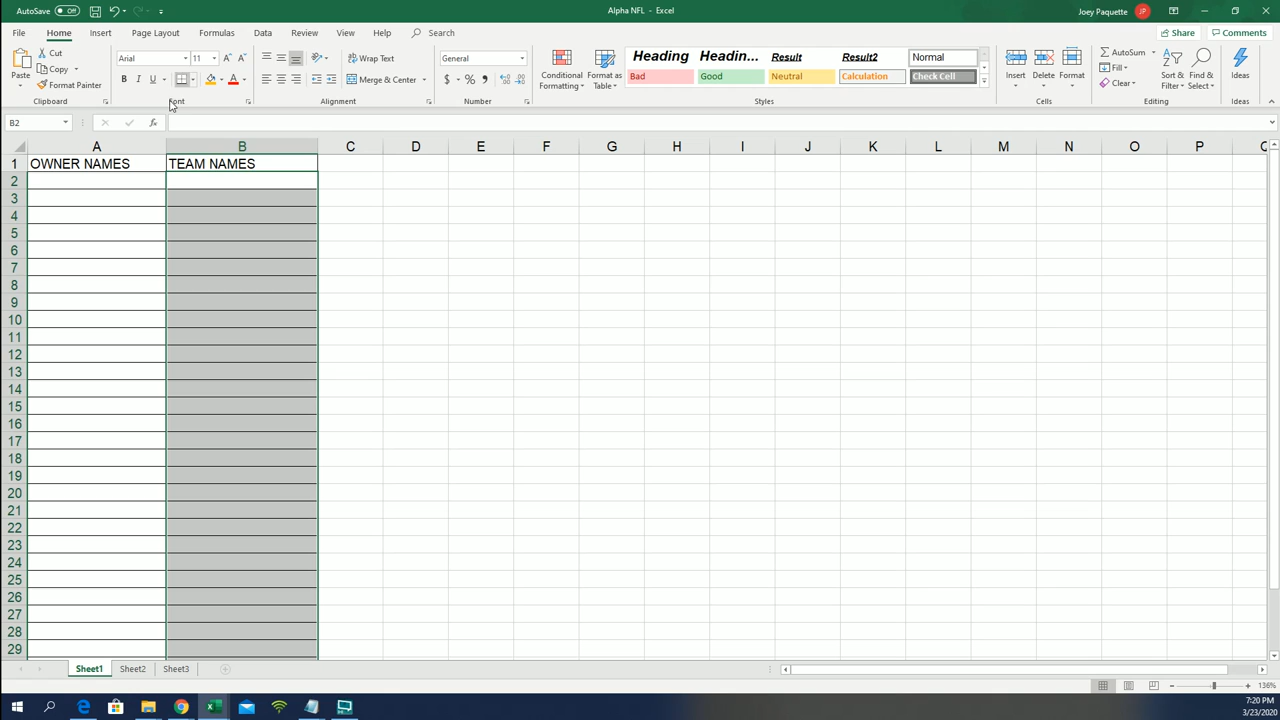 AutoSave Off
Alpha NFL - Excel
Joey Paquette JP
File Home Insert Page Layout Formulas Data Review View Help Search
Share Comments
Paste
Cut
Copy
Format Painter
Clipboard
Arial 11
B I U
Font
Wrap Text
Merge & Center
Alignment
General
$ % ,
Number
Conditional Formatting
Format as Table
Heading Headin... Result Result2 Normal
Bad Good Neutral Calculation Check Cell
Styles
Insert Delete Format
Cells
AutoSum
Fill
Clear
Sort & Filter
Find & Select
Editing
Ideas
Ideas
B2 fx
A B C D E F G H I J K L M N O P
1 OWNER NAMES TEAM NAMES
2
3
4
5
6
7
8
9
10
11
12
13
14
15
16
17
18
19
20
21
22
23
24
25
26
27
28
29
Sheet1 Sheet2 Sheet3
136%
7:20 PM
3/23/2020